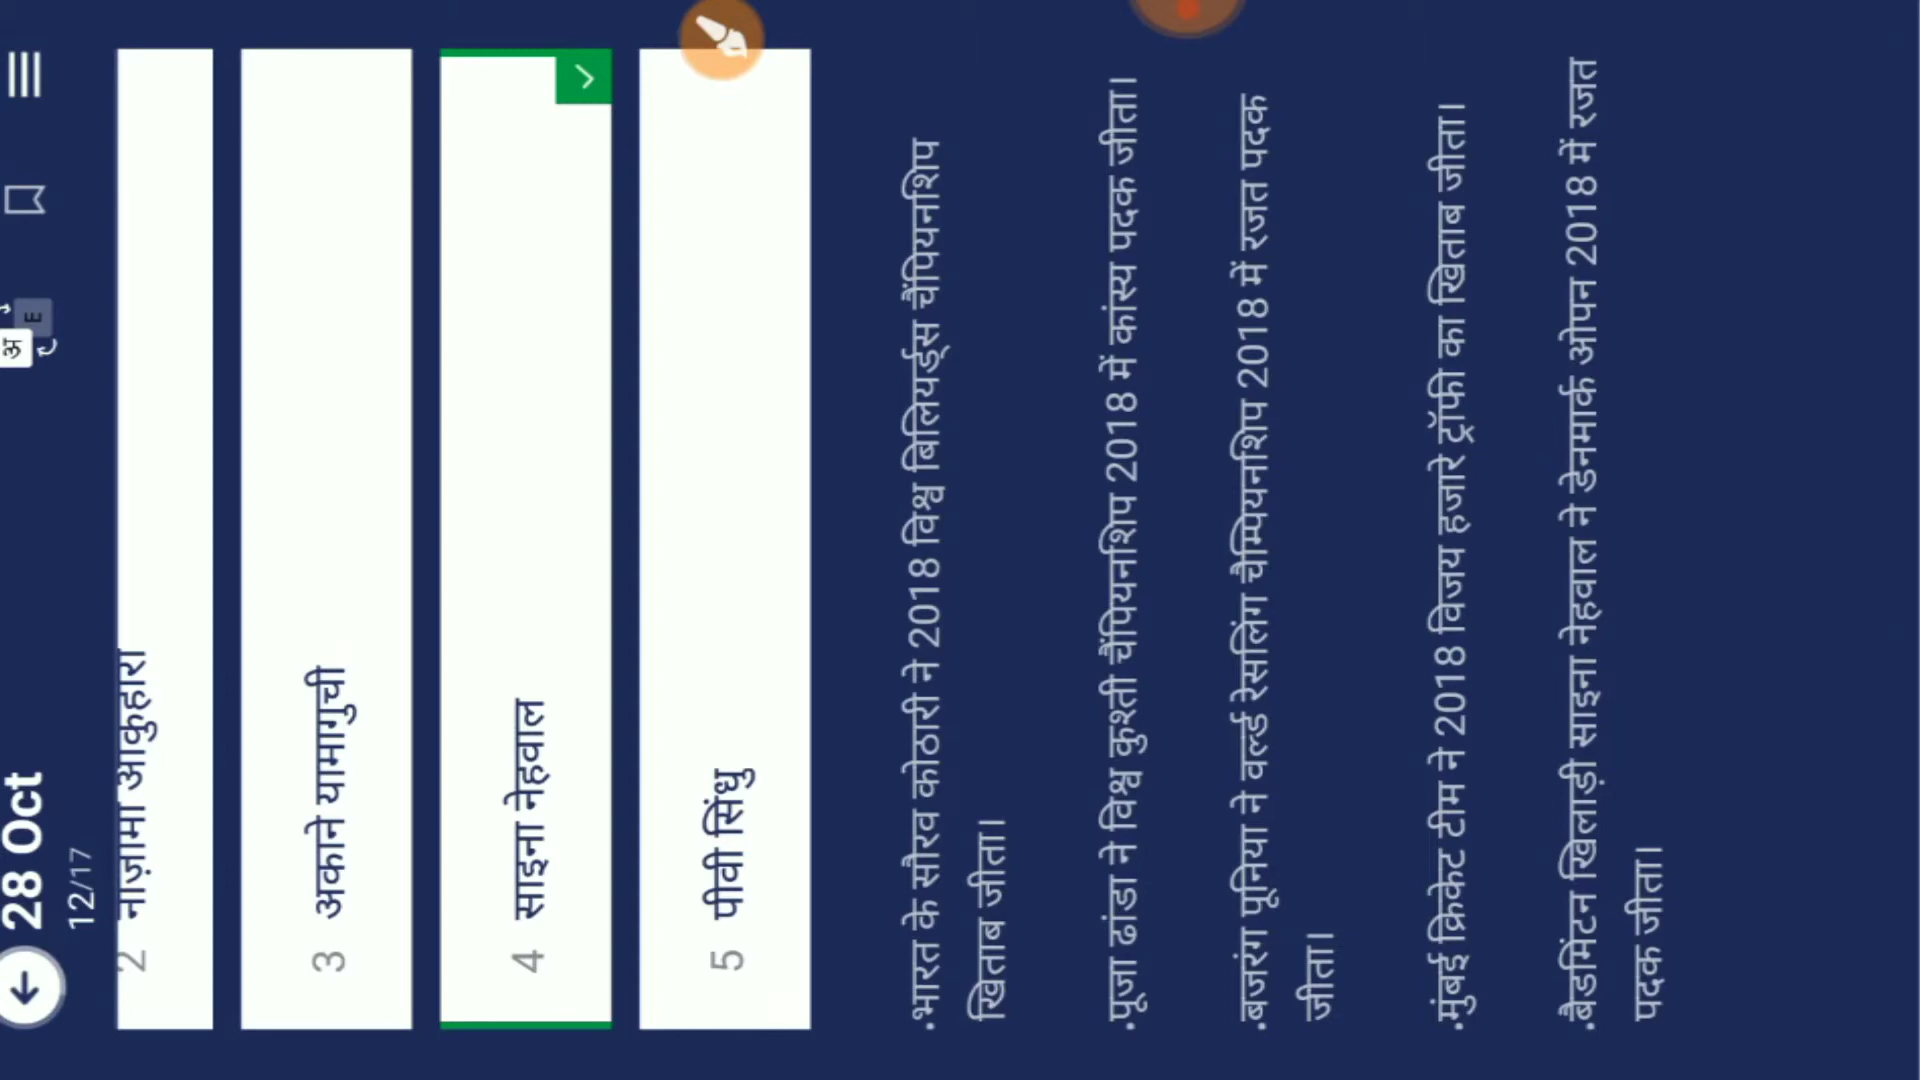 28 Oct
12/17
अ
E
2 नाज़ोमी ओकुहारा
3 अकाने यामागुची
4 साइना नेहवाल
5 पीवी सिंधु
.भारत के सौरव कोठारी ने 2018 विश्व बिलियर्ड्स चैंपियनशिप
खिताब जीता।
.पूजा ढांडा ने विश्व कुश्ती चैंपियनशिप 2018 में कांस्य पदक जीता।
.बजरंग पूनिया ने वर्ल्ड रेसलिंग चैम्पियनशिप 2018 में रजत पदक
जीता।
.मुंबई क्रिकेट टीम ने 2018 विजय हजारे ट्रॉफी का खिताब जीता।
.बैडमिंटन खिलाड़ी साइना नेहवाल ने डेनमार्क ओपन 2018 में रजत
पदक जीता।